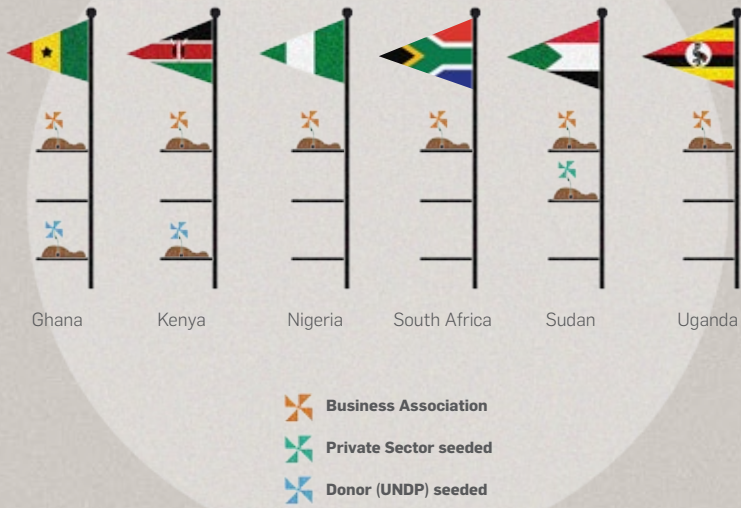 Ghana
Kenya
Nigeria
South Africa
Sudan
Uganda
Business Association
Private Sector seeded
Donor (UNDP) seeded